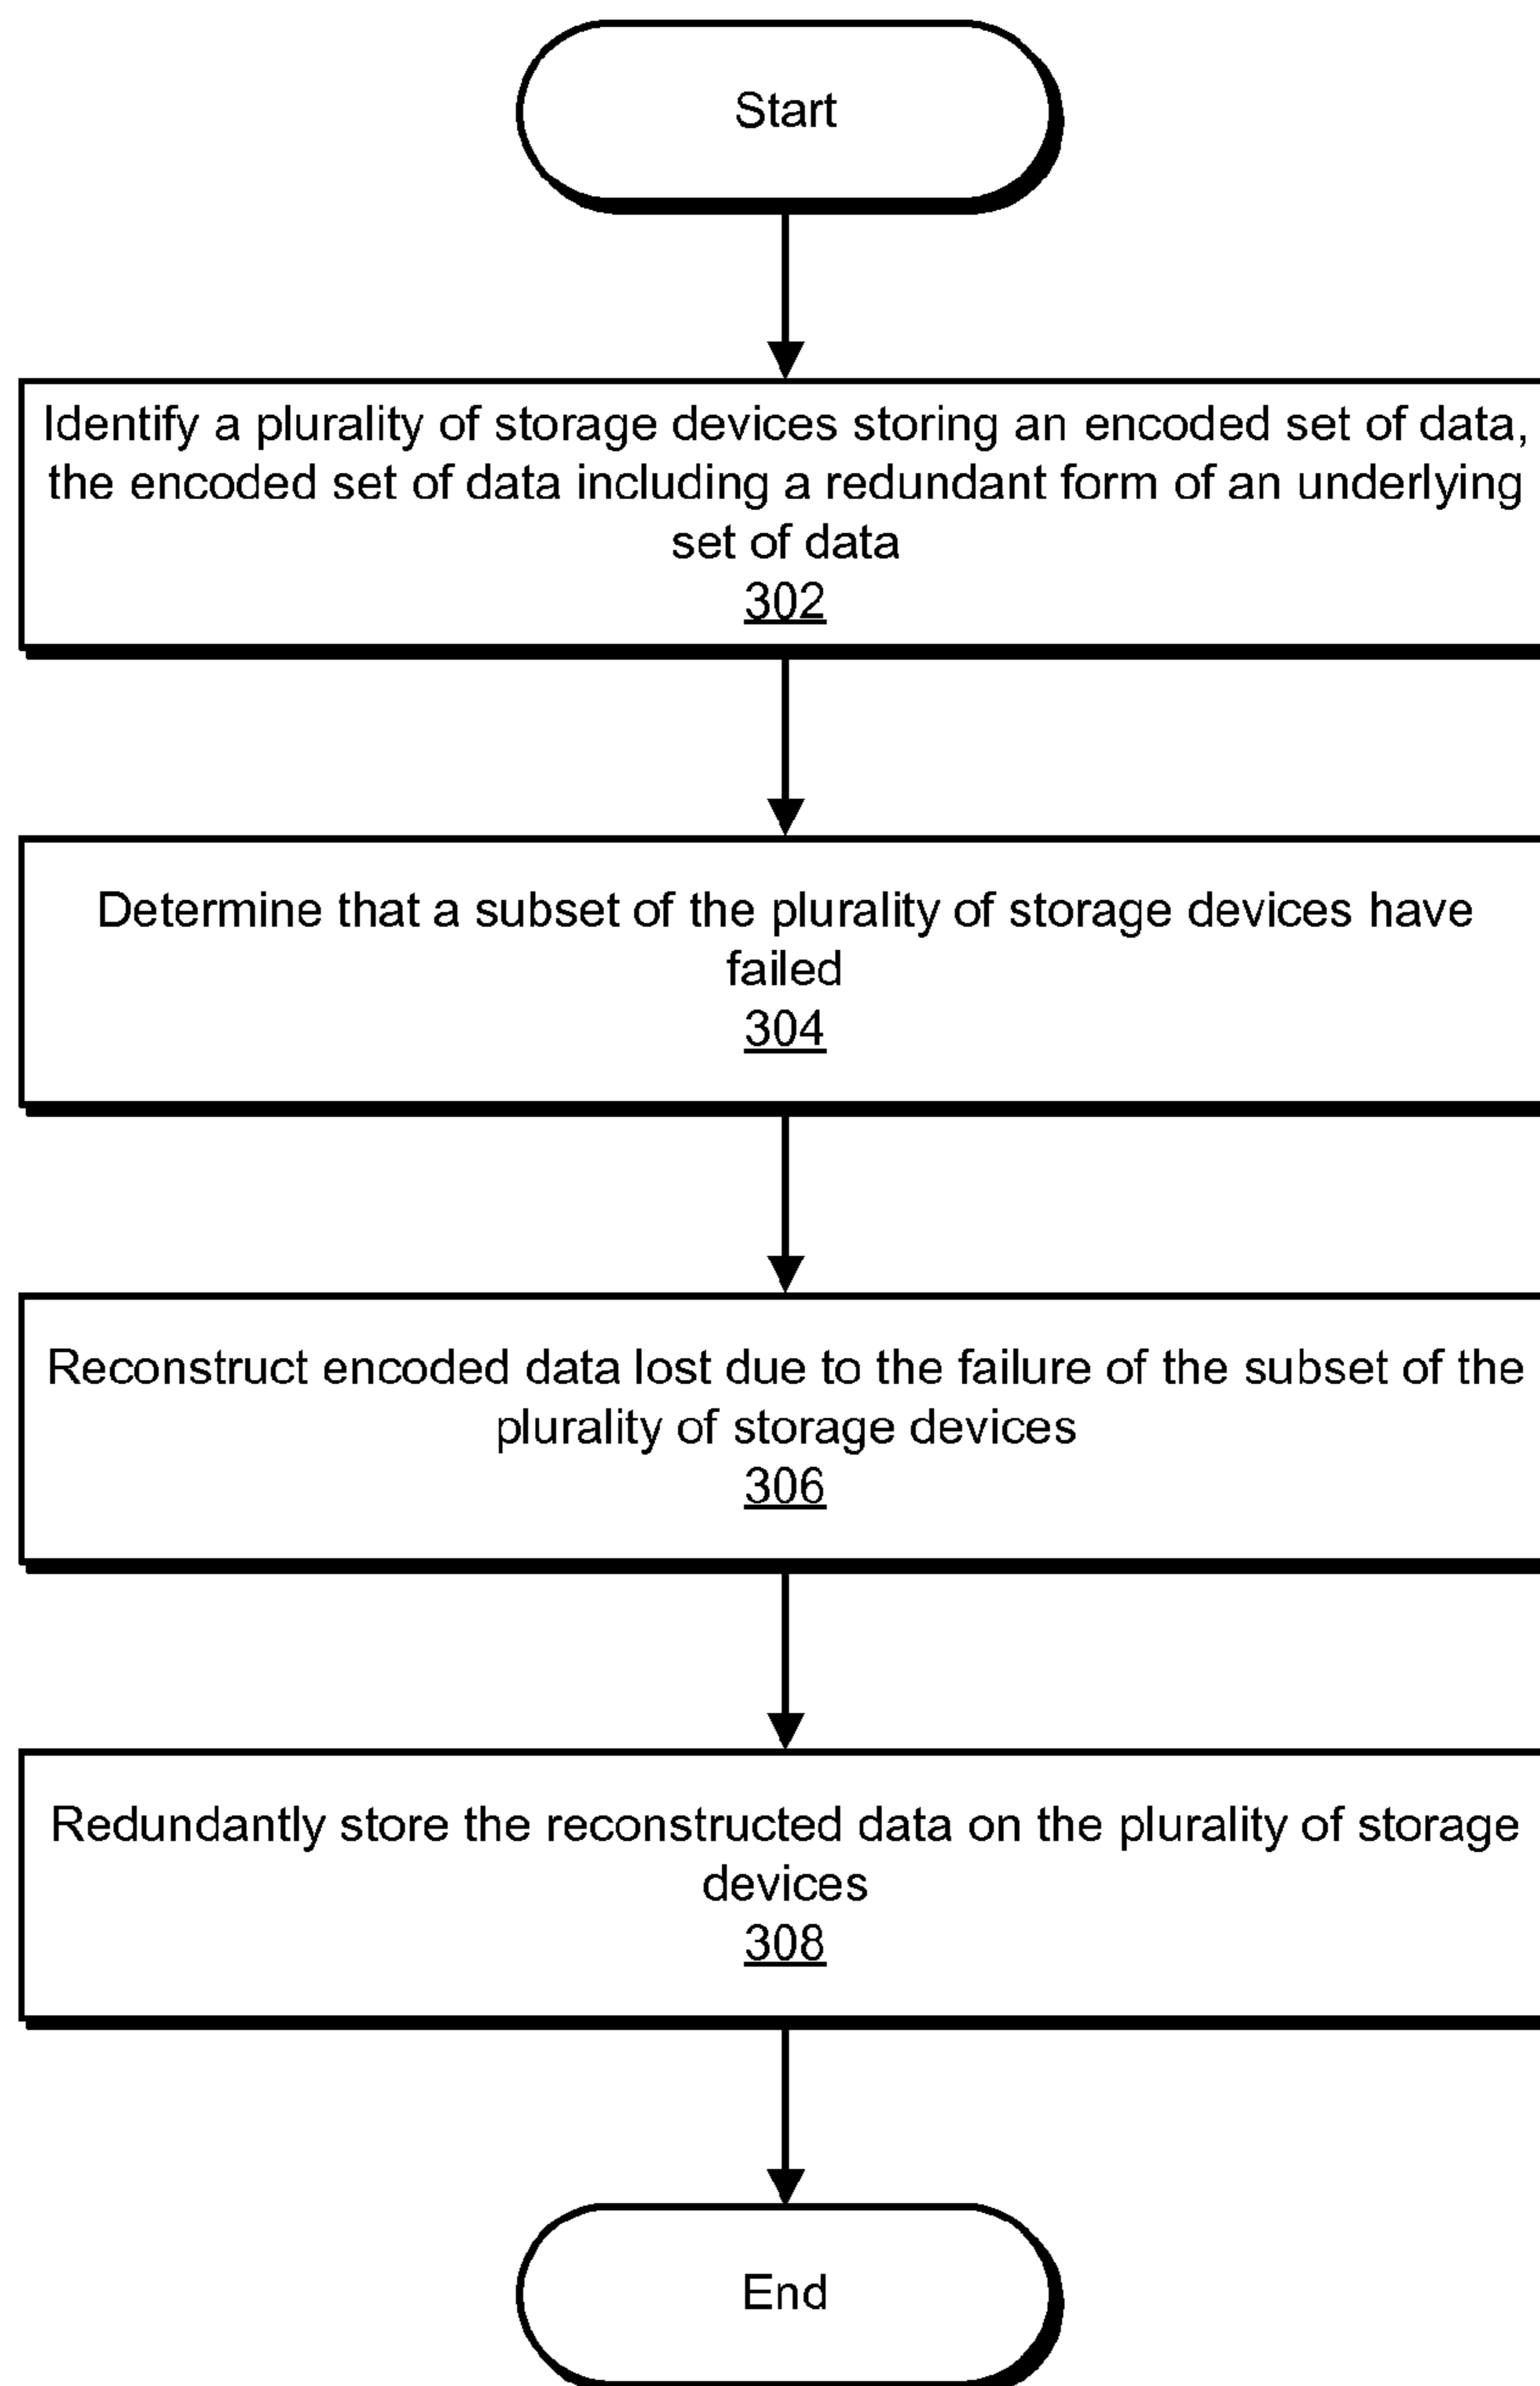 Start
Identify a plurality of storage devices storing an encoded set of data,
the encoded set of data including a redundant form of an underlying
set of data
302
Determine that a subset of the plurality of storage devices have
failed
304
Reconstruct encoded data lost due to the failure of the subset of the
plurality of storage devices
306
Redundantly store the reconstructed data on the plurality of storage
devices
308
End